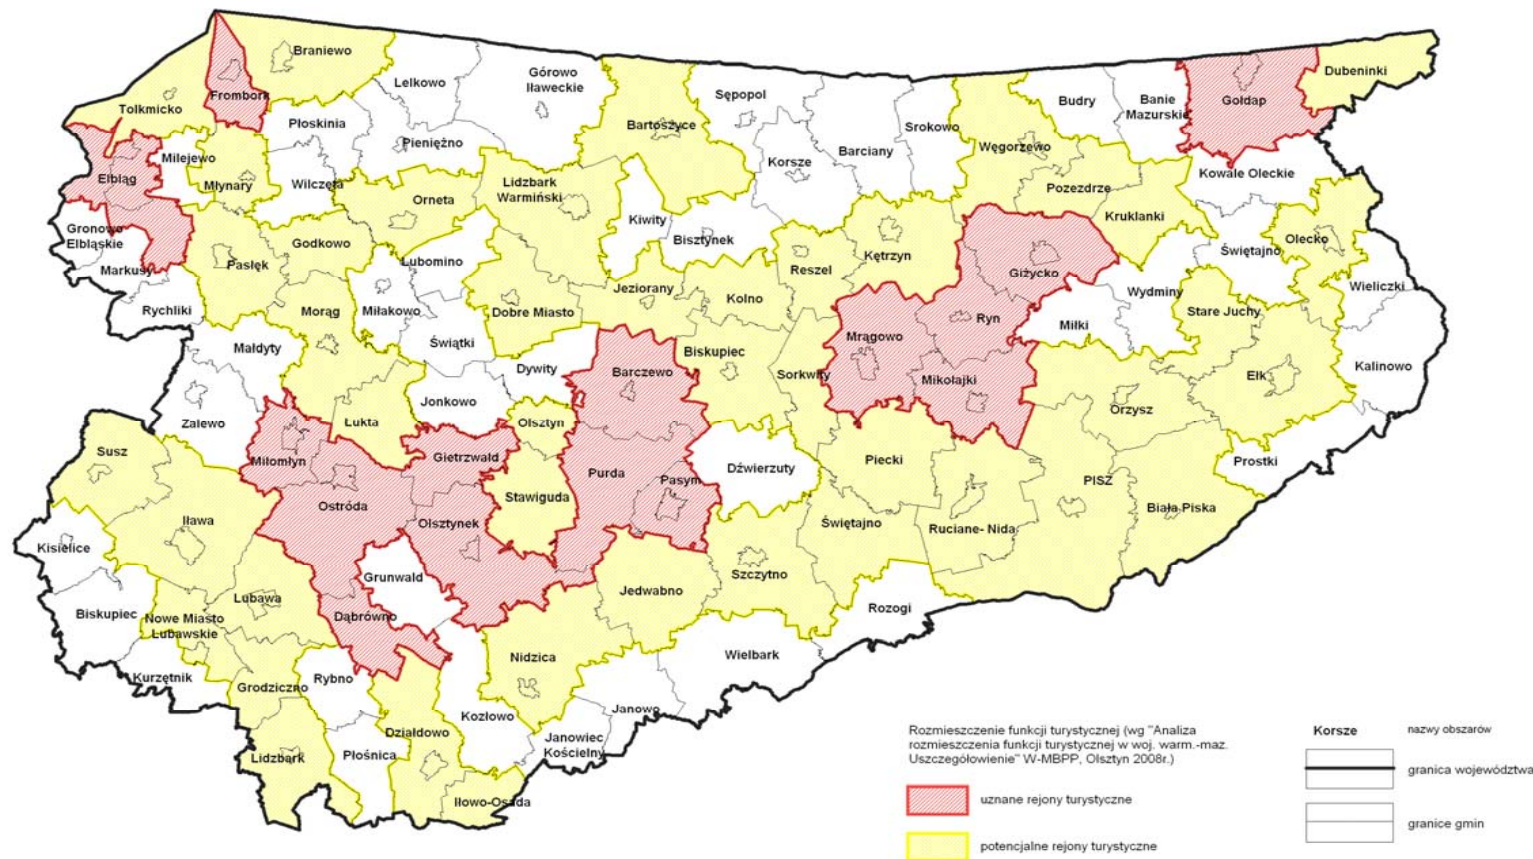 Braniewo
Dubeninki
Górowo
Iławeckie
Lelkowo
Frombork
Tolkmicko
Sępopol
Budry
Banie
Mazurskie
Gołdap
Płoskinia
Bartoszyce
Srokowo
Pieniężno
Węgorzewo
Barciany
Korsze
Milejewo
Elbląg
Młynary
Wilczęta
Lidzbark
Warmiński
Kowale Oleckie
Orneta
Pozezdrze
Kruklanki
Kiwity
Gronowo
Elbląskie
Godkowo
Bisztynek
Olecko
Świętajno
Pasłęk
Lubomino
Kętrzyn
Markusy
Reszel
Giżycko
Jeziorany
Kolno
Wieliczki
Wydminy
Rychliki
Morąg
Miłakowo
Dobre Miasto
Stare Juchy
Ryn
Miłki
Świątki
Mrągowo
Małdyty
Biskupiec
Dywity
Barczewo
Sorkwity
Mikołajki
Ełk
Kalinowo
Jonkowo
Orzysz
Zalewo
Łukta
Olsztyn
Susz
Miłomłyn
Gietrzwałd
Piecki
Prostki
Dźwierzuty
Purda
Pasym
PISZ
Stawiguda
Ostróda
Biała Piska
Iława
Olsztynek
Świętajno
Ruciane- Nida
Kisielice
Grunwald
Szczytno
Jedwabno
Lubawa
Rozogi
Biskupiec
Nowe Miasto
Lubawskie
Dąbrówno
Wielbark
Nidzica
Kurzętnik
Rybno
Grodziczno
Janowo
Kozłowo
Działdowo
Janowiec
Kościelny
Lidzbark
Płośnica
Iłowo-Osada
Rozmieszczenie funkcji turystycznej (wg "Analiza
rozmieszczenia funkcji turystycznej w woj. warm.-maz.
Uszczegółowienie" W-MBPP, Olsztyn 2008r.)
uznane rejony turystyczne
potencjalne rejony turystyczne
Korsze nazwy obszarów
granica województwa
granice gmin